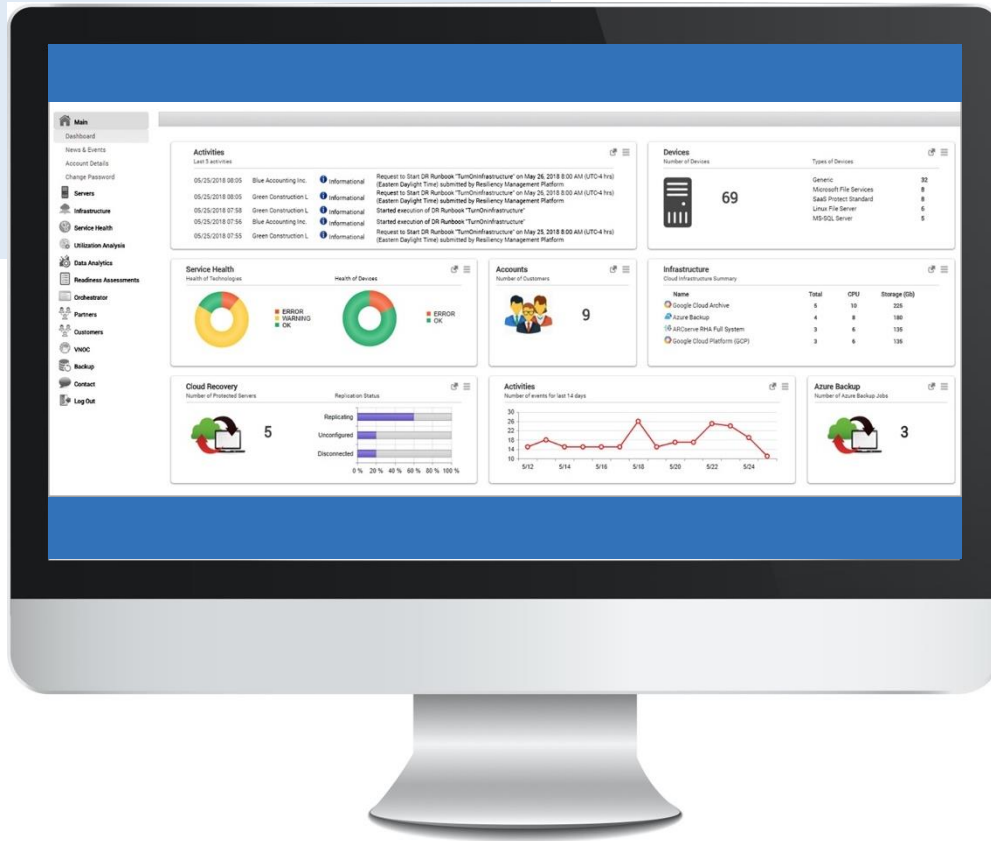 Main
Dashboard
News & Events
Account Details
Change Password
Servers
Infrastructure
Service Health
Utilization Analysis
Data Analytics
Readiness Assessments
Orchestrator
Partners
Customers
VNOC
Backup
Contact
Log Out
Activities
Last 5 activities
05/25/2018 08:05 Blue Accounting Inc. Informational Request to Start DR Runbook "TurnOnInfrastructure" on May 26, 2018 8:00 AM (UTC-4 hrs)
(Eastern Daylight Time) submitted by Resiliency Management Platform
05/25/2018 08:05 Green Construction L Informational Request to Start DR Runbook "TurnOnInfrastructure" on May 26, 2018 8:00 AM (UTC-4 hrs)
(Eastern Daylight Time) submitted by Resiliency Management Platform
05/25/2018 07:58 Green Construction L Informational Started execution of DR Runbook "TurnOnInfrastructure"
05/25/2018 07:56 Blue Accounting Inc. Informational Started execution of DR Runbook "TurnOnInfrastructure"
05/25/2018 07:55 Green Construction L Informational Request to Start DR Runbook "TurnOnInfrastructure" on May 25, 2018 8:00 AM (UTC-4 hrs)
(Eastern Daylight Time) submitted by Resiliency Management Platform
Devices
Number of Devices Types of Devices
69
Generic 32
Microsoft File Services 8
SaaS Protect Standard 8
Linux File Server 6
MS-SQL Server 5
Service Health
Health of Technologies Health of Devices
ERROR
WARNING
OK
ERROR
OK
Accounts
Number of Customers
9
Infrastructure
Cloud Infrastructure Summary
Name Total CPU Storage (Gb)
Google Cloud Archive 5 10 225
Azure Backup 4 8 180
ARCserve RHA Full System 3 6 135
Google Cloud Platform (GCP) 3 6 135
Cloud Recovery
Number of Protected Servers Replication Status
5
Replicating
Unconfigured
Disconnected
0 % 20 % 40 % 60 % 80 % 100 %
Activities
Number of events for last 14 days
30
26
22
18
14
10
5/12 5/14 5/16 5/18 5/20 5/22 5/24
Azure Backup
Number of Azure Backup Jobs
3